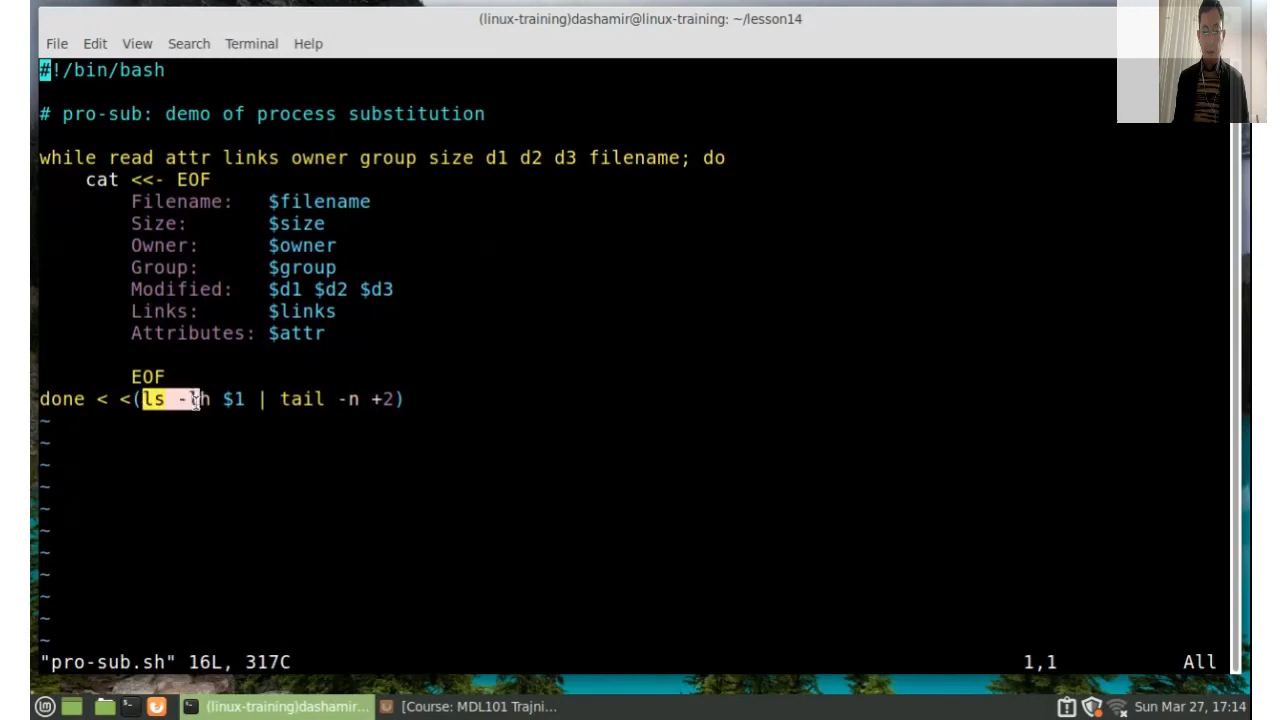 (linux-training)dashamir@linux-training: ~/lesson14
File Edit View Search Terminal Help
#!/bin/bash
# pro-sub: demo of process substitution
while read attr links owner group size d1 d2 d3 filename; do
cat <<- EOF
Filename: $filename
Size: $size
Owner: $owner
Group: $group
Modified: $d1 $d2 $d3
Links: $links
Attributes: $attr
EOF
done < <(ls -lh $1 | tail -n +2)
~
~
~
~
~
~
~
~
~
~
~
"pro-sub.sh" 16L, 317C 1,1 All
(linux-training)dashamir... [Course: MDL101 Trajni... Sun Mar 27, 17:14